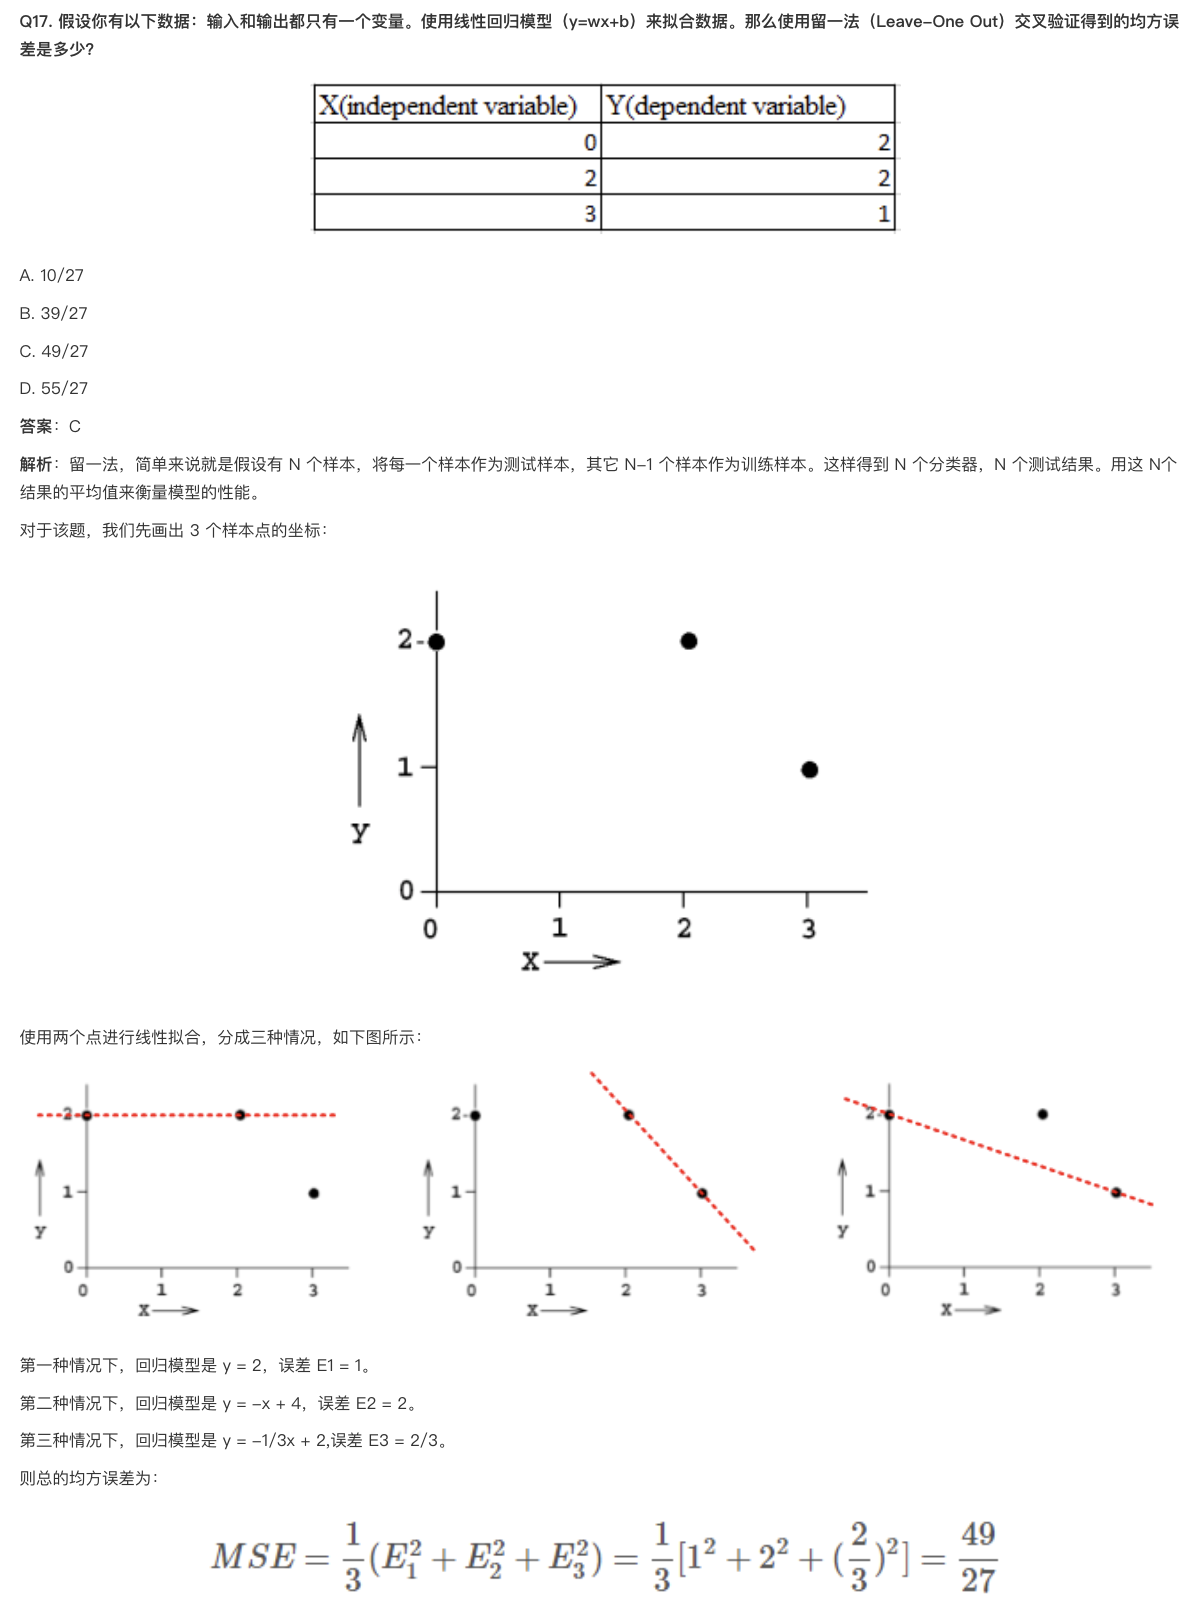 Q17. 假设你有以下数据：输入和输出都只有一个变量。使用线性回归模型（y=wx+b）来拟合数据。那么使用留一法（Leave-One Out）交叉验证得到的均方误
差是多少?
X(independent variable) Y(dependent variable)
0 2
2 2
3 1
A. 10/27
B. 39/27
C. 49/27
D. 55/27
答案：C
解析：留一法，简单来说就是假设有 N 个样本，将每一个样本作为测试样本，其它 N-1 个样本作为训练样本。这样得到 N 个分类器，N 个测试结果。用这 N个
结果的平均值来衡量模型的性能。
对于该题，我们先画出 3 个样本点的坐标：
2
1
y
0
0 1 2 3
X
使用两个点进行线性拟合，分成三种情况，如下图所示：
2
1
y
0
0 1 2 3
X
2
1
y
0
0 1 2 3
X
2
1
y
0
0 1 2 3
X
第一种情况下，回归模型是 y = 2，误差 E1 = 1。
第二种情况下，回归模型是 y = -x + 4，误差 E2 = 2。
第三种情况下，回归模型是 y = -1/3x + 2,误差 E3 = 2/3。
则总的均方误差为：
MSE = \frac{1}{3}(E_1^2 + E_2^2 + E_3^2) = \frac{1}{3}[1^2 + 2^2 + (\frac{2}{3})^2] = \frac{49}{27}